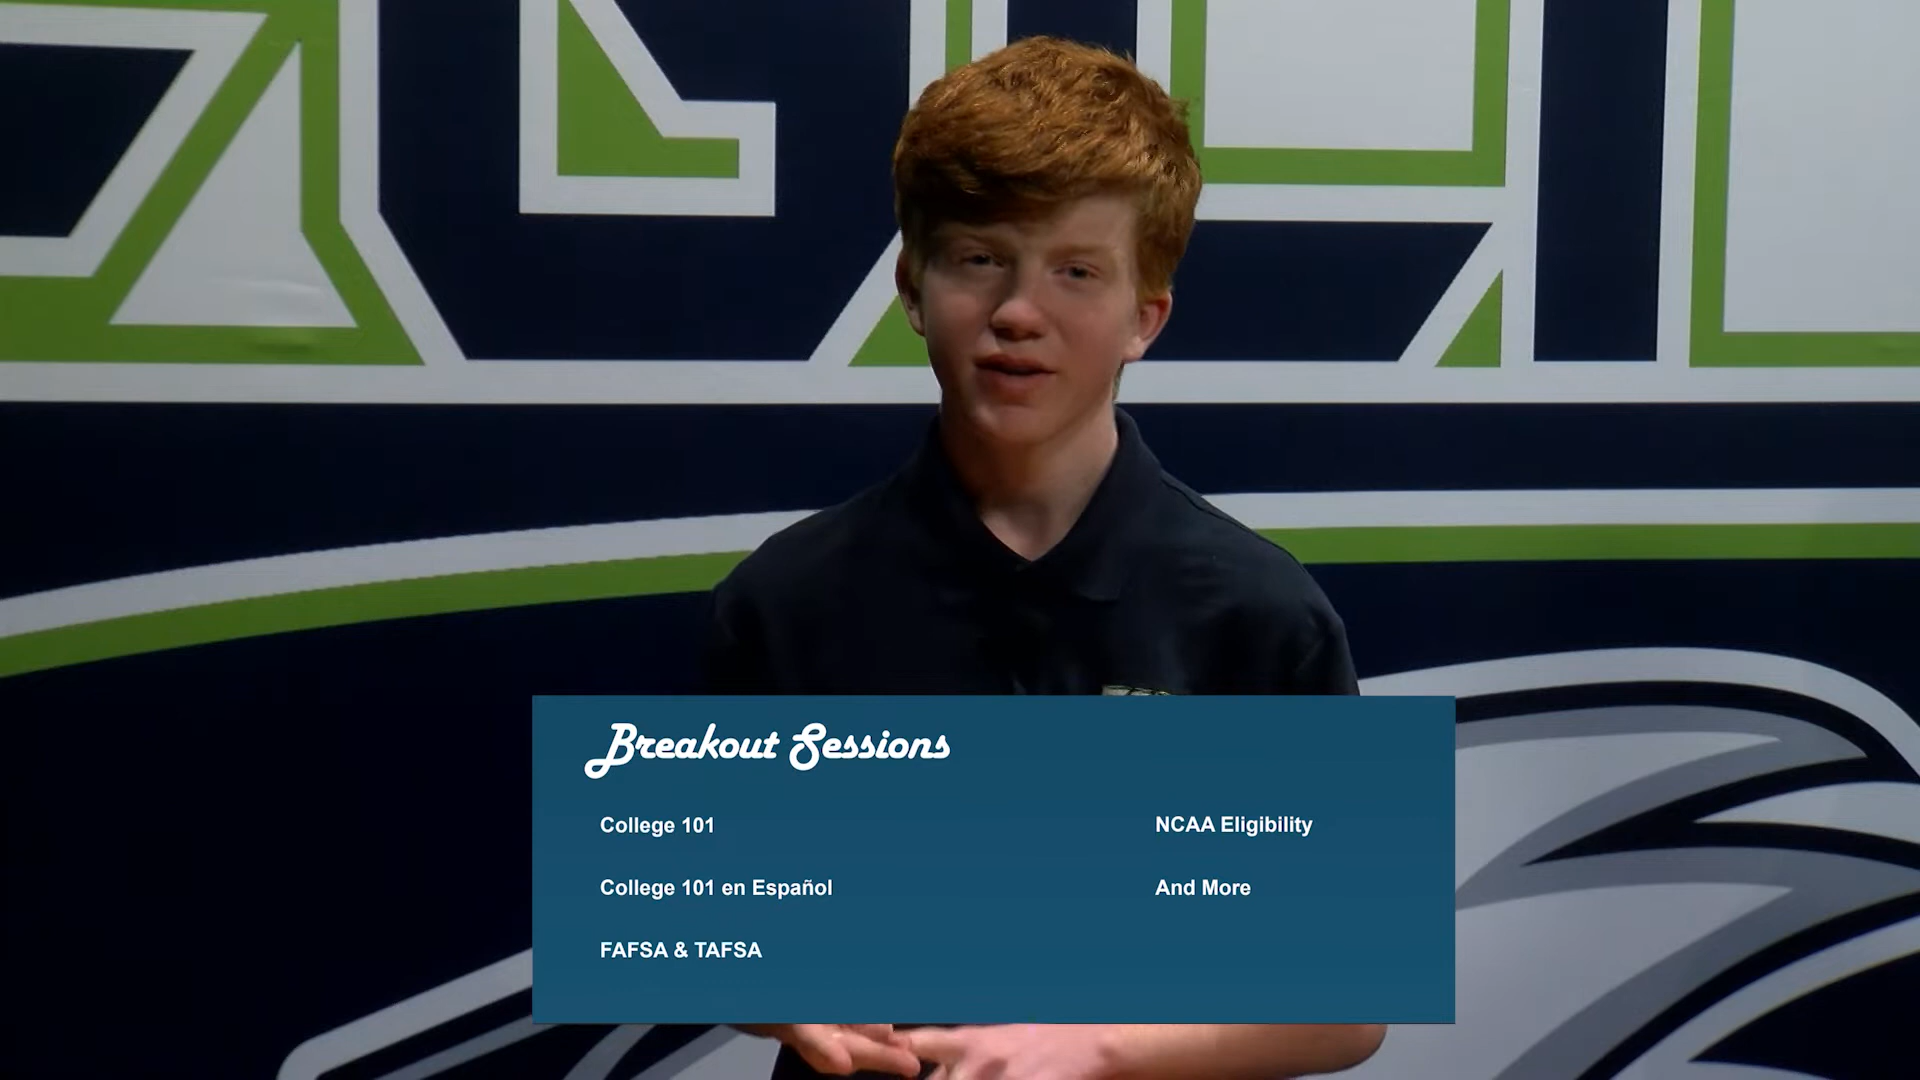 Breakout Sessions
College 101
College 101 en Español
FAFSA & TAFSA
NCAA Eligibility
And More